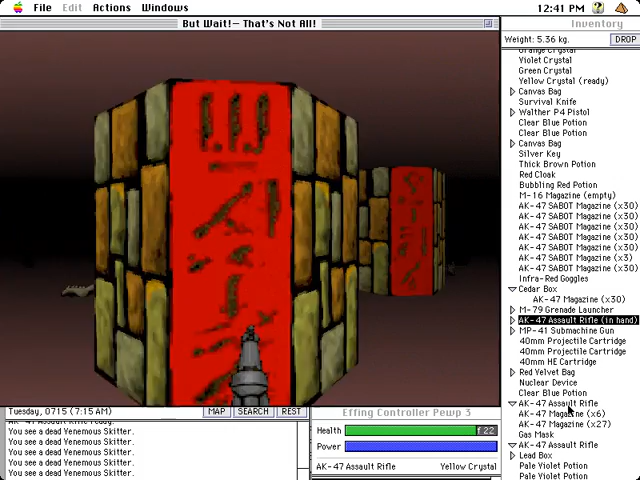 File Edit Actions Windows 12:41 PM
But Wait!– That's Not All!
Inventory
Weight: 5.36 kg. DROP
Orange Crystal
Violet Crystal
Green Crystal
Yellow Crystal (ready)
Canvas Bag
Survival Knife
Walther P4 Pistol
Clear Blue Potion
Clear Blue Potion
Canvas Bag
Silver Key
Thick Brown Potion
Red Cloak
Bubbling Red Potion
M-16 Magazine (empty)
AK-47 SABOT Magazine (x30)
AK-47 SABOT Magazine (x30)
AK-47 SABOT Magazine (x30)
AK-47 SABOT Magazine (x30)
AK-47 SABOT Magazine (x30)
AK-47 SABOT Magazine (x3)
AK-47 SABOT Magazine (x30)
Infra-Red Goggles
Cedar Box
AK-47 Magazine (x30)
M-79 Grenade Launcher
AK-47 Assault Rifle (in hand)
MP-41 Submachine Gun
40mm Projectile Cartridge
40mm Projectile Cartridge
40mm HE Cartridge
Red Velvet Bag
Nuclear Device
Clear Blue Potion
AK-47 Assault Rifle
AK-47 Magazine (x6)
AK-47 Magazine (x27)
Gas Mask
AK-47 Assault Rifle
Lead Box
Pale Violet Potion
Pale Violet Potion
Tuesday, 0715 (7:15 AM) MAP SEARCH REST
AK-47 Assault Rifle ready.
You see a dead Venemous Skitter.
You see a dead Venemous Skitter.
You see a dead Venemous Skitter.
You see a dead Venemous Skitter.
Effing Controller Pewp 3
Health f 22
Power
AK-47 Assault Rifle Yellow Crystal